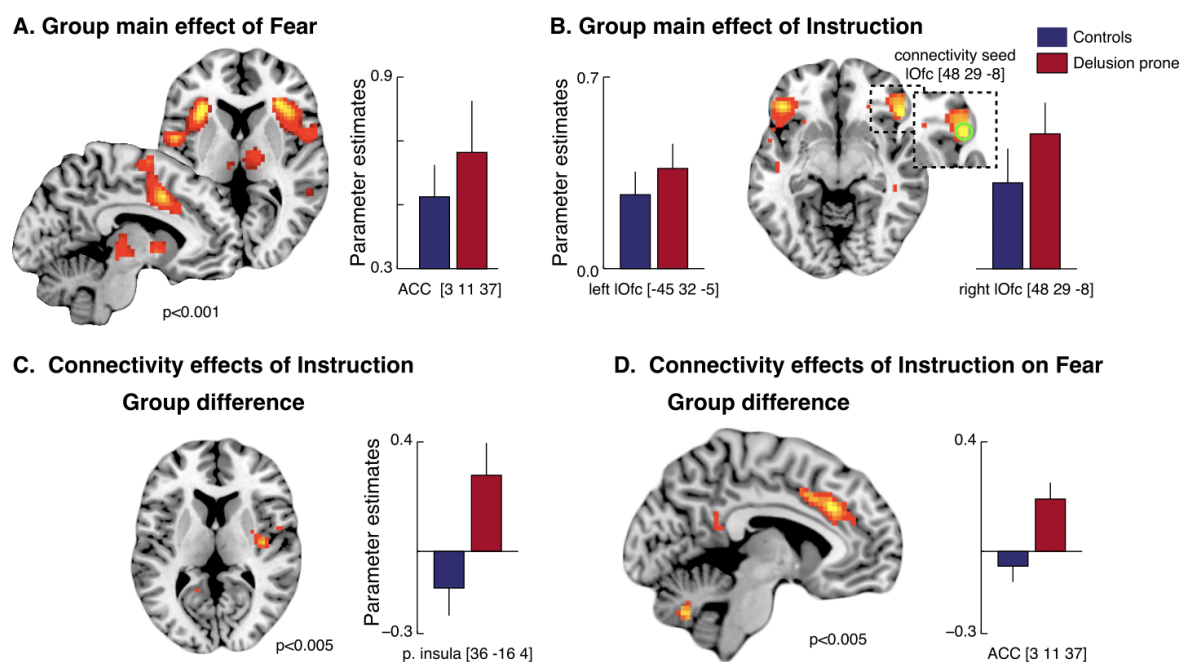 A. Group main effect of Fear
0.9
Parameter estimates
0.3
ACC [3 11 37]
p<0.001
B. Group main effect of Instruction
Controls
Delusion prone
connectivity seed
lOfc [48 29 -8]
0.7
Parameter estimates
0.0
left lOfc [-45 32 -5]
right lOfc [48 29 -8]
C. Connectivity effects of Instruction
Group difference
0.4
Parameter estimates
−0.3
p<0.005
p. insula [36 -16 4]
D. Connectivity effects of Instruction on Fear
Group difference
0.4
−0.3
p<0.005
ACC [3 11 37]